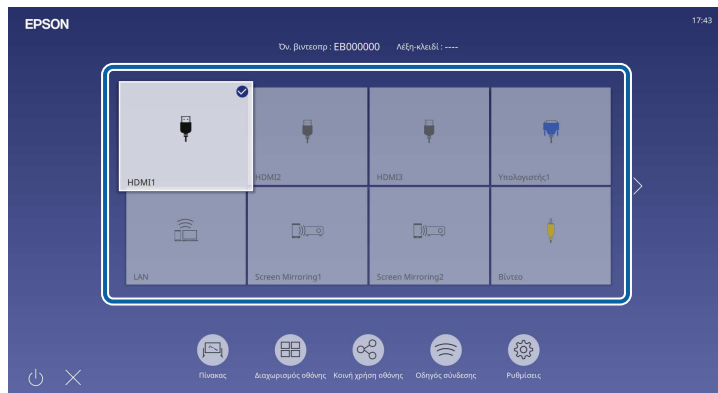 EPSON
17:43
Όν. βιντεοπρ : EB000000 Λέξη-κλειδί : ----
HDMI1
HDMI2
HDMI3
Υπολογιστής1
LAN
Screen Mirroring1
Screen Mirroring2
Βίντεο
Πίνακας
Διαχωρισμός οθόνης
Κοινή χρήση οθόνης
Οδηγός σύνδεσης
Ρυθμίσεις